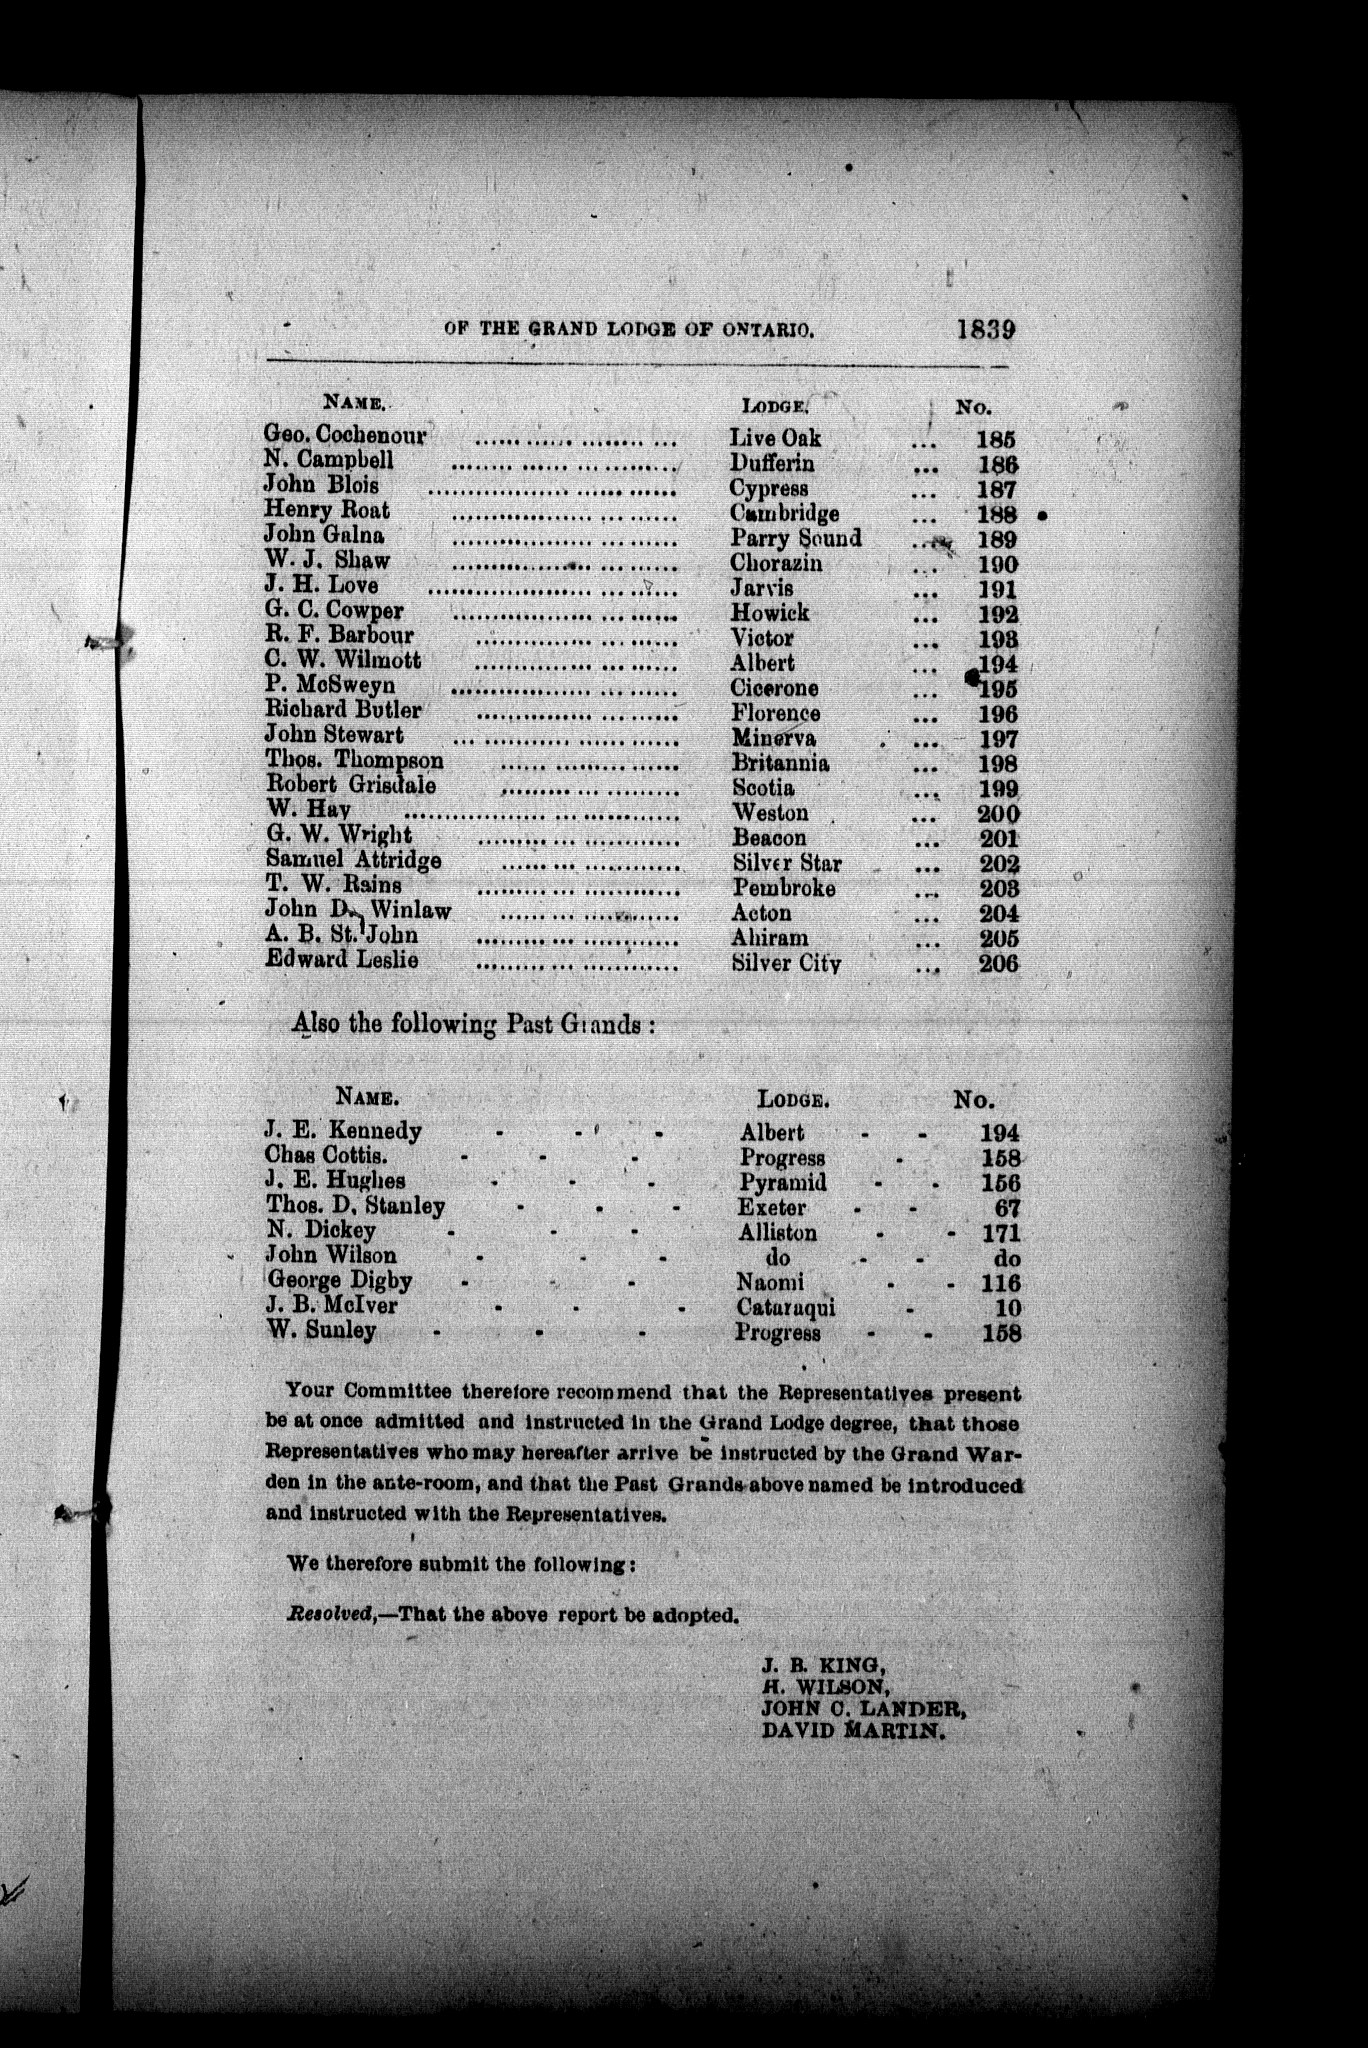 OF THE GRAND LODGE OF ONTARIO. 1839
NAME. LODGE. No.
Geo. Cochenour ...... ...... ........ ... Live Oak ... 185
N. Campbell ........ ...... ... .......... Dufferin ... 186
John Blois .................. ...... ...... Cypress ... 187
Henry Roat .................. ... ...... Cambridge ... 188
John Galna .................. ... ...... Parry Sound ... 189
W. J. Shaw .................. ... ...... Chorazin ... 190
J. H. Love ..................... ... ...... Jarvis ... 191
G. C. Cowper .................. ... ...... Howick ... 192
R. F. Barbour ............... ... ...... Victor ... 193
C. W. Wilmott ............... ... ...... Albert ... 194
P. McSweyn .................. ... ...... Cicerone ... 195
Richard Butler ............... ... ...... Florence ... 196
John Stewart ... ............ ...... ...... Minerva ... 197
Thos. Thompson ...... ......... ... ...... Britannia ... 198
Robert Grisdale ......... ... ......... Scotia ... 199
W. Hay .................. ... ............ Weston ... 200
G. W. Wright ......... ... ............ Beacon ... 201
Samuel Attridge ...... ... ............ Silver Star ... 202
T. W. Rains ......... ... ............ Pembroke ... 203
John D. Winlaw ...... ... ............ Acton ... 204
A. B. St. John ......... ... ............ Ahiram ... 205
Edward Leslie ......... ... ............ Silver City ... 206
Also the following Past Grands :
NAME. LODGE. No.
J. E. Kennedy - - - Albert - - 194
Chas Cottis. - - - Progress - 158
J. E. Hughes - - - Pyramid - - 156
Thos. D. Stanley - - - Exeter - - 67
N. Dickey - - - Alliston - - 171
John Wilson - - - do - - do
George Digby - - - Naomi - - 116
J. B. McIver - - - Cataraqui - 10
W. Sunley - - - Progress - - 158
Your Committee therefore recommend that the Representatives present
be at once admitted and instructed in the Grand Lodge degree, that those
Representatives who may hereafter arrive be instructed by the Grand War-
den in the ante-room, and that the Past Grands above named be introduced
and instructed with the Representatives.
We therefore submit the following:
Resolved,—That the above report be adopted.
J. B. KING,
H. WILSON,
JOHN C. LANDER,
DAVID MARTIN.